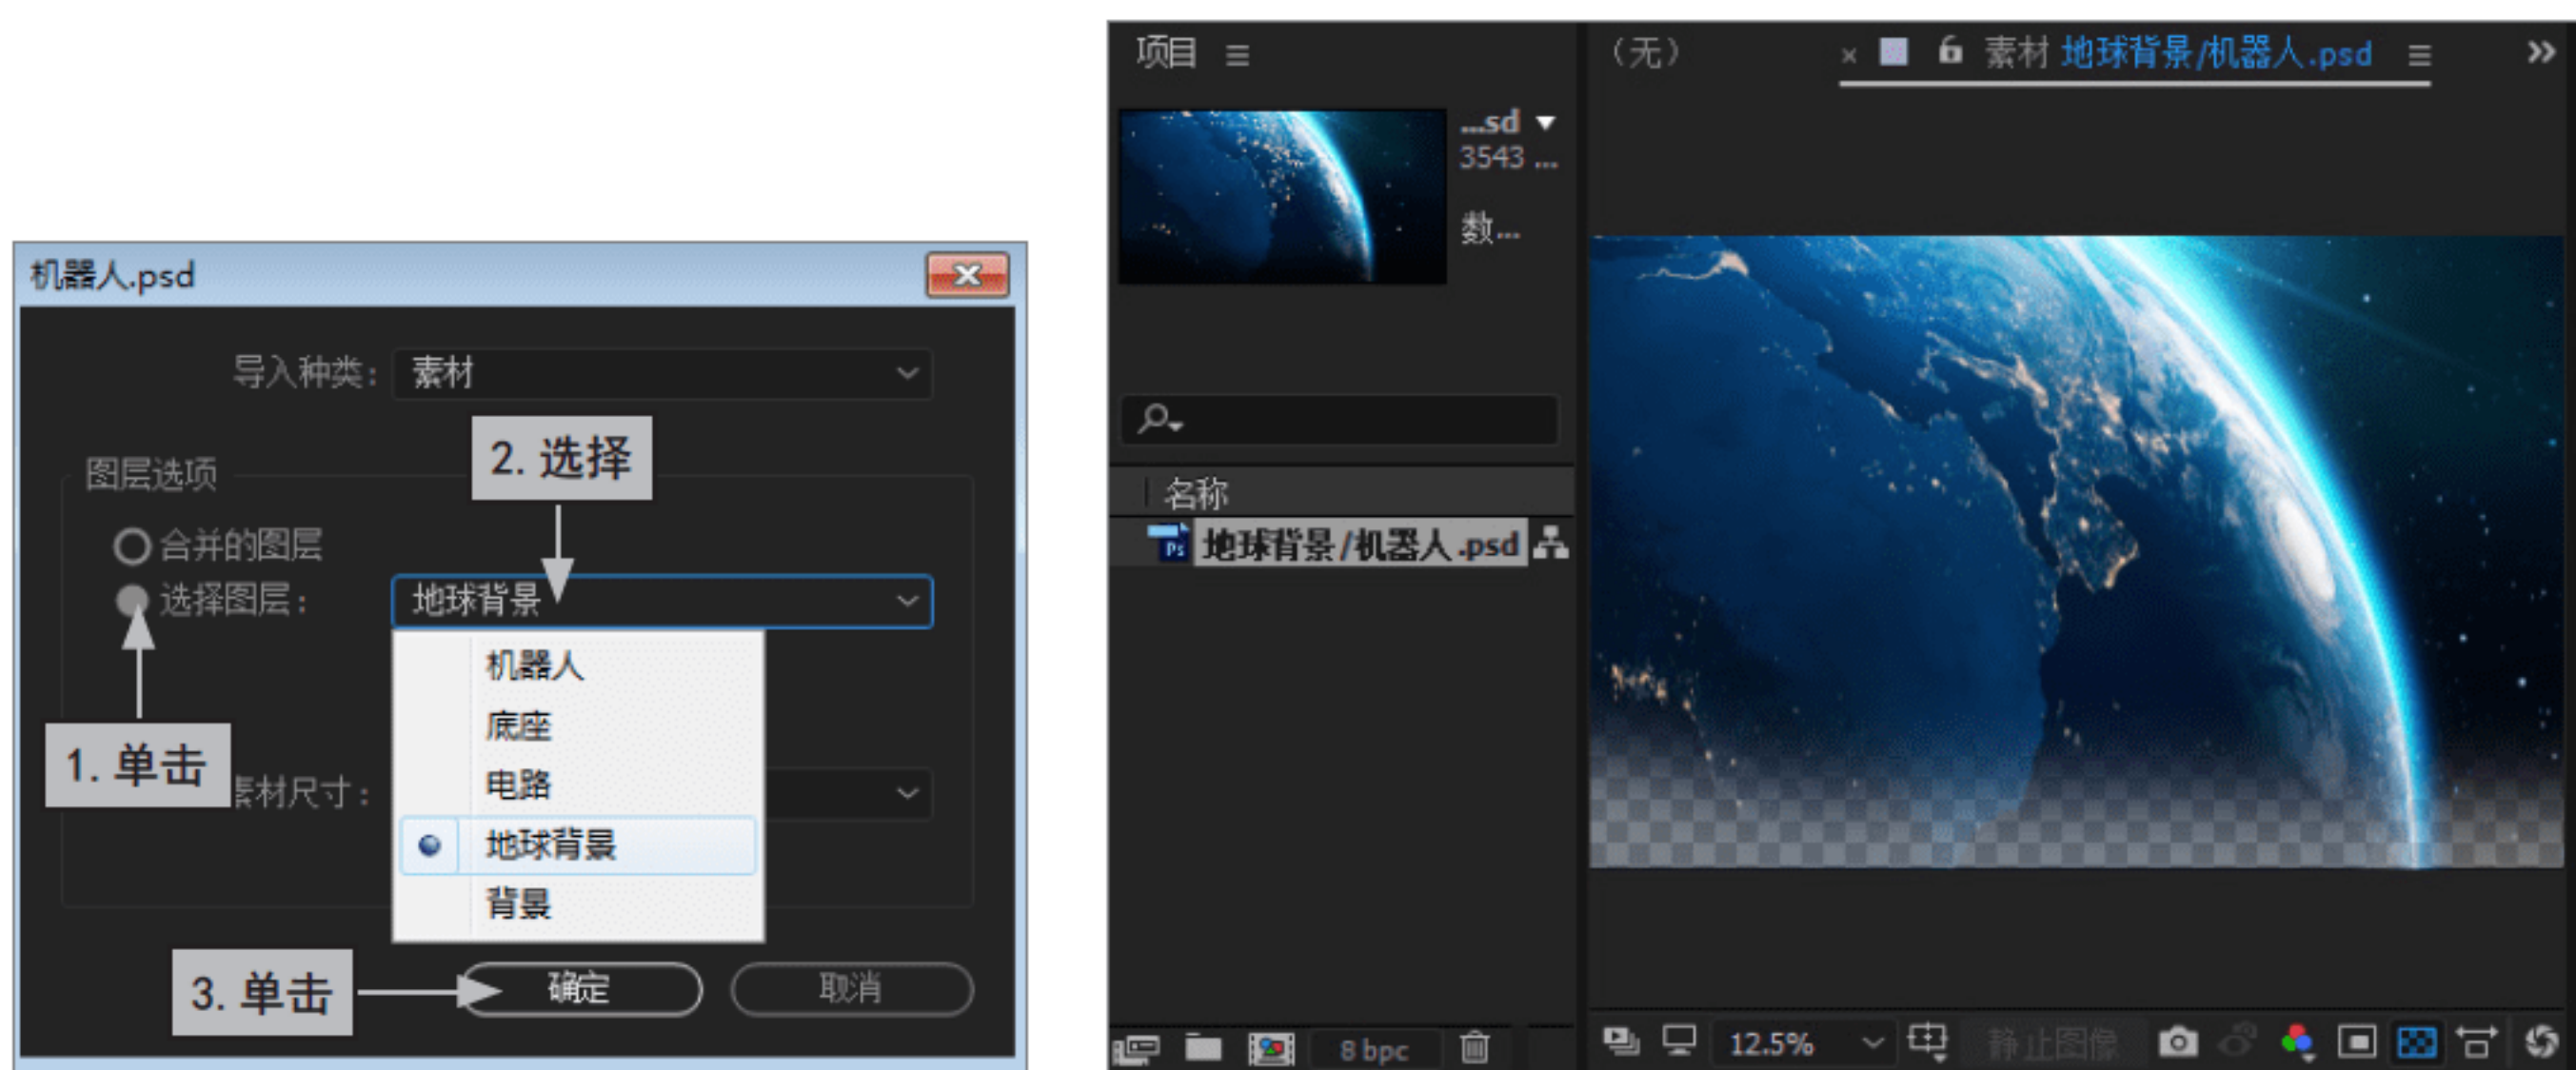 机器人.psd
导入种类： 素材
2. 选择
图层选项
合并的图层
选择图层： 地球背景
机器人
底座
电路
地球背景
背景
1. 单击
素材尺寸：
3. 单击
确定 取消
项目
...sd
3543 ...
数...
名称
地球背景/机器人.psd
Ps
8 bpc
（无）
素材 地球背景/机器人.psd
12.5%
静止图像